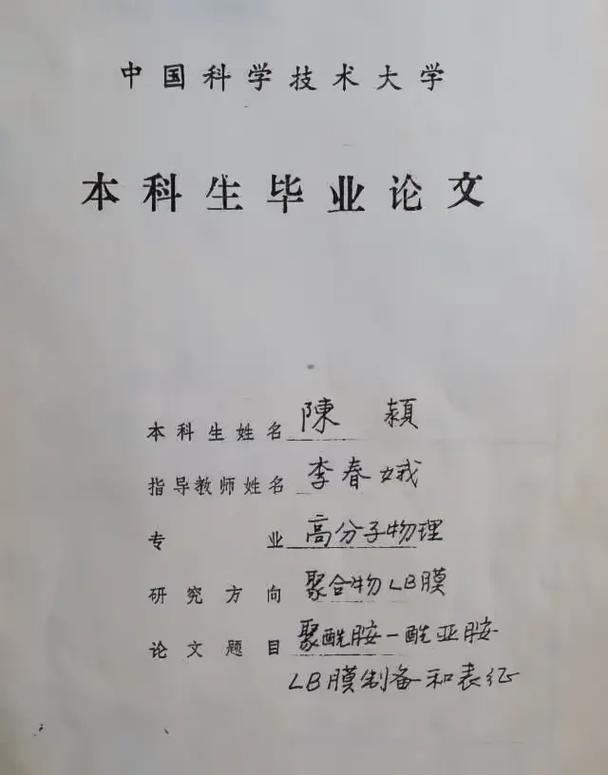 中国科学技术大学
本科生毕业论文
本科生姓名 陳 穎
指导教师姓名 李春娥
专业 高分子物理
研究方向 聚合物LB膜
论文题目 聚酰胺-酰亚胺
LB膜制备和表征